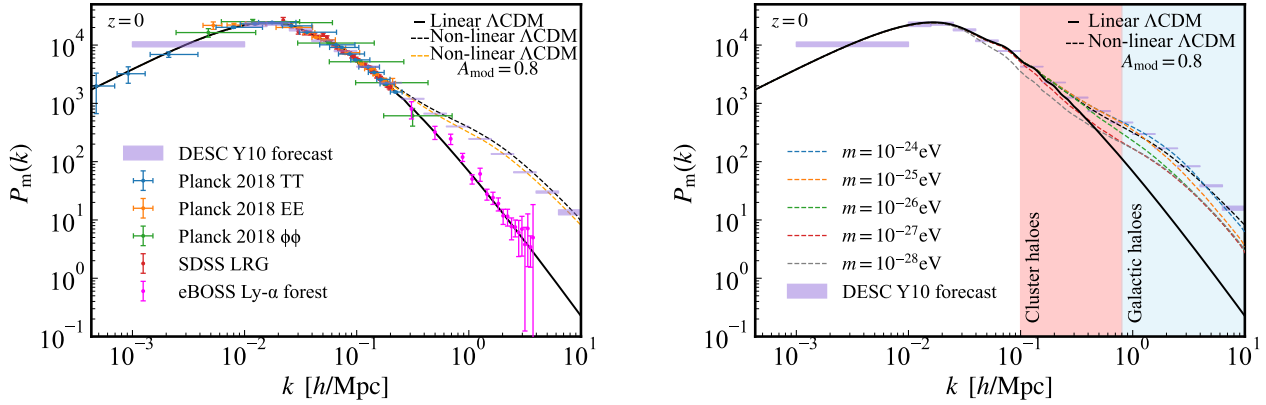 z = 0
Linear ΛCDM
Non-linear ΛCDM
Non-linear ΛCDM
A_mod = 0.8
10^4
10^3
10^2
10^1
10^0
10^−1
P_m(k)
DESC Y10 forecast
Planck 2018 TT
Planck 2018 EE
Planck 2018 ϕϕ
SDSS LRG
eBOSS Ly-α forest
10^−3
10^−2
10^−1
10^0
10^1
k [h/Mpc]
z = 0
Linear ΛCDM
Non-linear ΛCDM
A_mod = 0.8
10^4
10^3
10^2
10^1
10^0
10^−1
P_m(k)
m = 10^−24 eV
m = 10^−25 eV
m = 10^−26 eV
m = 10^−27 eV
m = 10^−28 eV
DESC Y10 forecast
Cluster haloes
Galactic haloes
10^−3
10^−2
10^−1
10^0
10^1
k [h/Mpc]